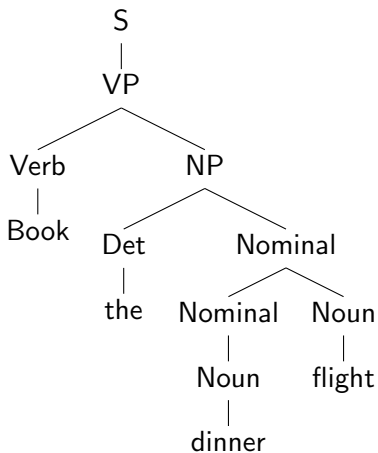 S
VP
Verb NP
Book Det Nominal
the Nominal Noun
Noun flight
dinner